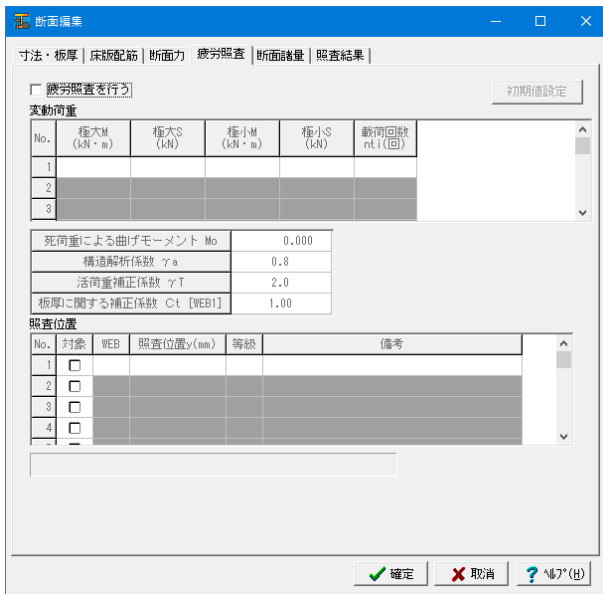 断面編集
寸法・板厚 床版配筋 断面力 疲労照査 断面諸量 照査結果
疲労照査を行う 初期値設定
変動荷重
No. 極大M (kN・m) 極大S (kN) 極小M (kN・m) 極小S (kN) 載荷回数 nti(回)
1
2
3
死荷重による曲げモーメント Mo 0.000
構造解析係数 γa 0.8
活荷重補正係数 γT 2.0
板厚に関する補正係数 Ct [WEB1] 1.00
照査位置
No. 対象 WEB 照査位置y(mm) 等級 備考
1
2
3
4
確定 取消 ヘルプ(H)